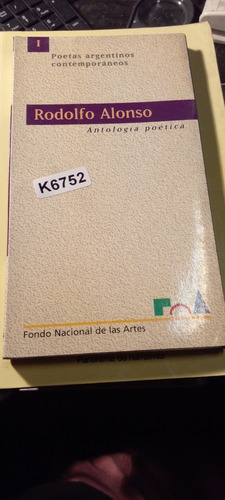 I
Poetas argentinos
contemporáneos
Rodolfo Alonso
Antología poética
K6752
Fondo Nacional de las Artes